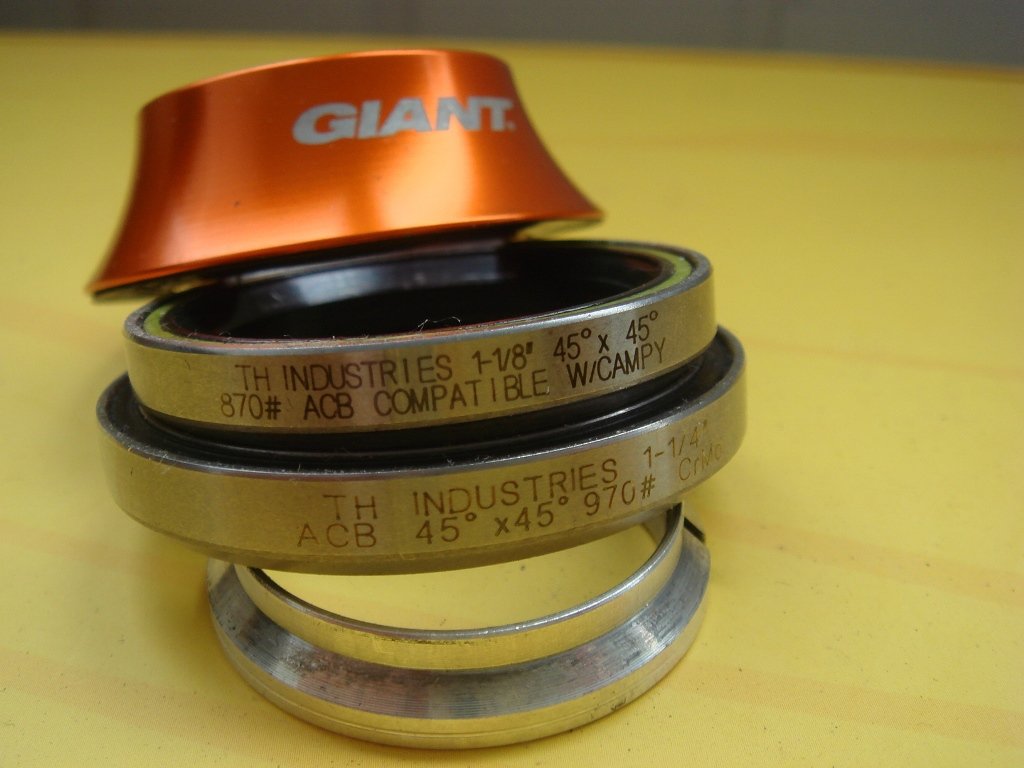 GIANT.
TH INDUSTRIES 1-1/8" 45° x 45°
870# ACB COMPATIBLE W/CAMPY
TH INDUSTRIES 1-1/4"
ACB 45° x45° 970# CrMo